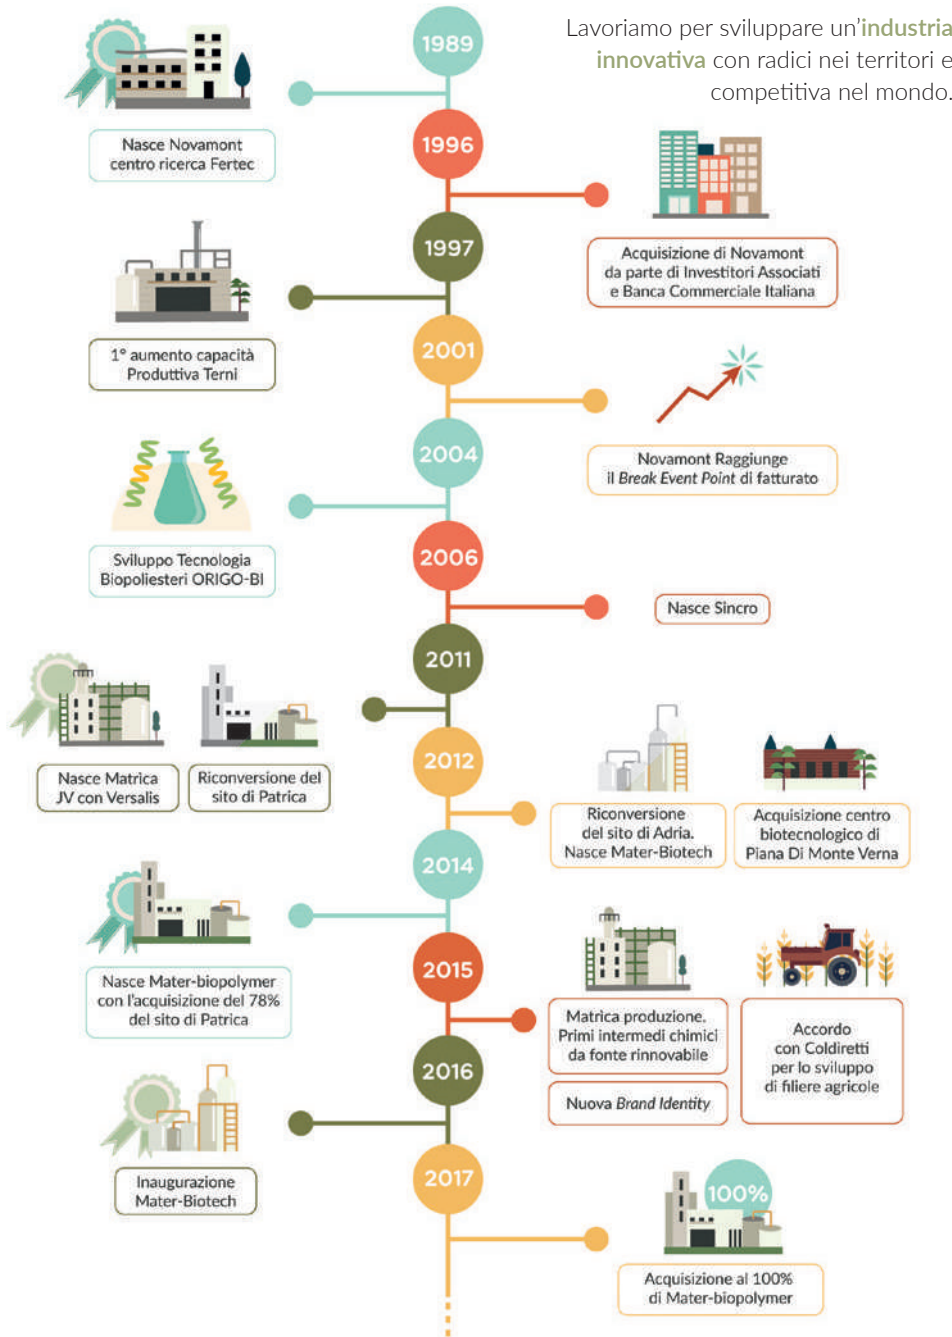 Lavoriamo per sviluppare un’industria
innovativa con radici nei territori e
competitiva nel mondo.
1989
Nasce Novamont
centro ricerca Fertec
1996
Acquisizione di Novamont
da parte di Investitori Associati
e Banca Commerciale Italiana
1997
1° aumento capacità
Produttiva Terni
2001
Novamont Raggiunge
il Break Event Point di fatturato
2004
Sviluppo Tecnologia
Biopoliesteri ORIGO-BI
2006
Nasce Sincro
2011
Nasce Matrica
JV con Versalis
Riconversione del
sito di Patrica
2012
Riconversione
del sito di Adria.
Nasce Mater-Biotech
Acquisizione centro
biotecnologico di
Piana Di Monte Verna
2014
Nasce Mater-biopolymer
con l’acquisizione del 78%
del sito di Patrica
2015
Matrica produzione.
Primi intermedi chimici
da fonte rinnovabile
Nuova Brand Identity
Accordo
con Coldiretti
per lo sviluppo
di filiere agricole
2016
Inaugurazione
Mater-Biotech
2017
100%
Acquisizione al 100%
di Mater-biopolymer